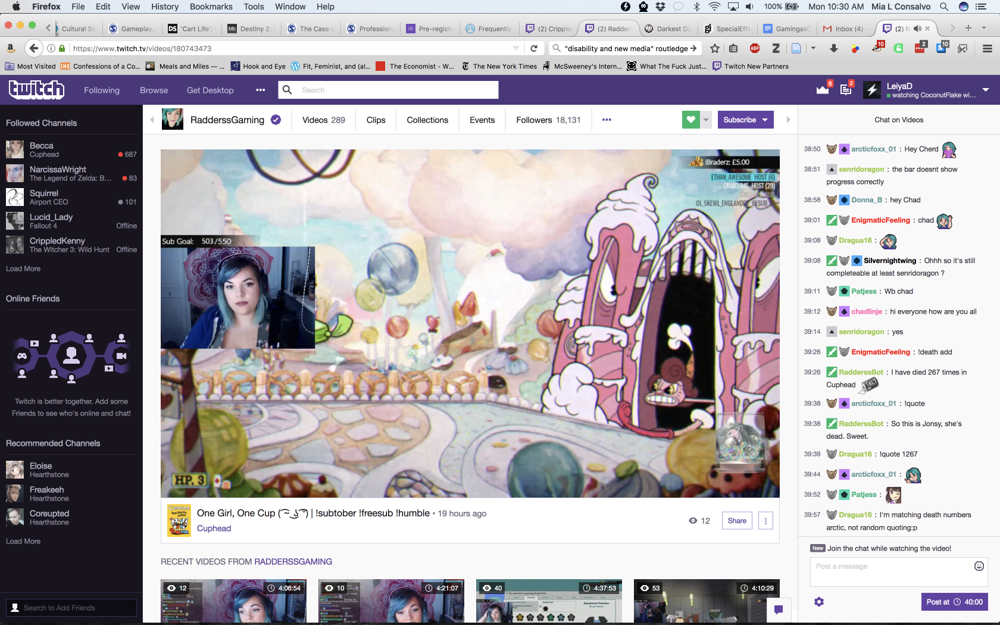 Firefox File Edit View History Bookmarks Tools Window Help 100% Mon 10:30 AM Mia L Consalvo
Cultural So Gameplay, 'Cart Life': Destiny 2: The Case o Professiona Pre-registra Frequently (2) Cripplec (2) Radders Darkest Du SpecialEffe GamingasC Inbox (4) - (2) R
https://www.twitch.tv/videos/180743473 "disability and new media" routledge 10 2 10
Most Visited Confessions of a Co... Meals and Miles — ... Hook and Eye Fit, Feminist, and (al... The Economist - W... The New York Times McSweeney's Intern... What The Fuck Just... Twitch New Partners
twitch Following Browse Get Desktop Search 6 2 LeiyaD
watching CoconutFlake wi...
Followed Channels
Becca
Cuphead 687
NarcissaWright
The Legend of Zelda: B... 83
Squirrel
Airport CEO 101
Lucid_Lady
Fallout 4 Offline
CrippledKenny
The Witcher 3: Wild Hunt Offline
Load More
Online Friends
Twitch is better together. Add some
Friends to see who's online and chat!
Recommended Channels
Eloise
Hearthstone
Freakeeh
Hearthstone
Coreupted
Hearthstone
Load More
Search to Add Friends
RadderssGaming Videos 289 Clips Collections Events Followers 18,131 Subscribe
iBraderz: £5.00
ETHAN_AWESOME HOST (6)
CRAIGUMS_HOST (29)
OL_SKEWL_ENGLANDER_RESUB
Sub Goal: 503/550
HP. 3
CUPHEAD
One Girl, One Cup ( ͡~ ͜ʖ ͡°) | !subtober !freesub !humble • 19 hours ago
Cuphead
12 Share
RECENT VIDEOS FROM RADDERSSGAMING
12 4:06:54 10 4:21:07 40 4:37:53 53 4:10:29
Chat on Videos
38:50 arcticfoxx_01 : Hey Cherd
38:51 senridoragon : the bar doesnt show
progress correctly
38:58 Donna_B : hey Chad
39:01 EnigmaticFeeling : chad
39:08 Dragua16 :
39:08 Silvernightwing : Ohhh so it's still
completeable at least senridoragon ?
39:11 Patjess : Wb chad
39:12 chadlinje : hi everyone how are you all
39:14 senridoragon : yes
39:26 EnigmaticFeeling : !death add
39:26 RadderssBot : I have died 267 times in
Cuphead SALT
39:38 arcticfoxx_01 : !quote
39:38 RadderssBot : So this is Jonsy, she's
dead. Sweet.
39:39 Dragua16 : !quote 1267
39:44 arcticfoxx_01 :
39:52 Patjess :
39:57 Dragua16 : I'm matching death numbers
arctic, not random quoting:p
New Join the chat while watching the video!
Post a message
Post at 40:00